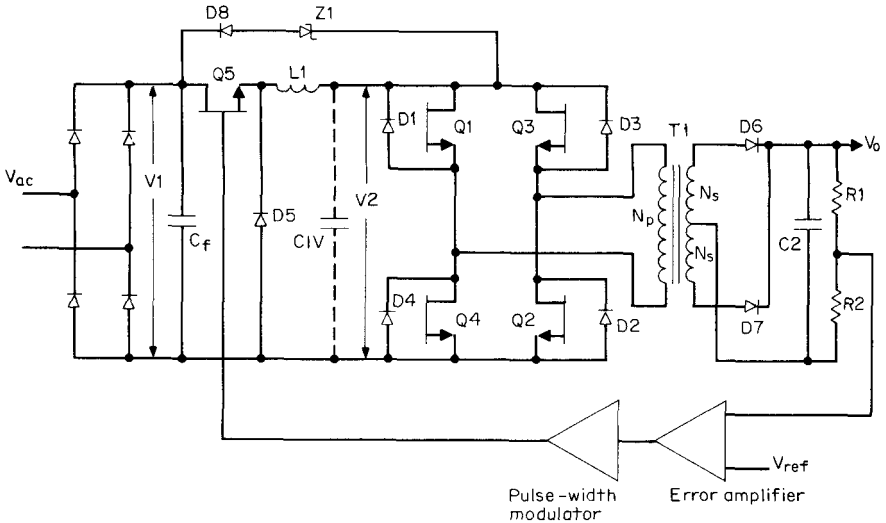 D8
Z1
Q5
L1
D1
Q1
Q3
D3
T1
D6
Vo
Vac
V1
V2
R1
Np
Ns
Ns
C2
Cf
D5
C1V
D4
Q4
Q2
D2
D7
R2
Vref
Pulse-width
modulator
Error amplifier